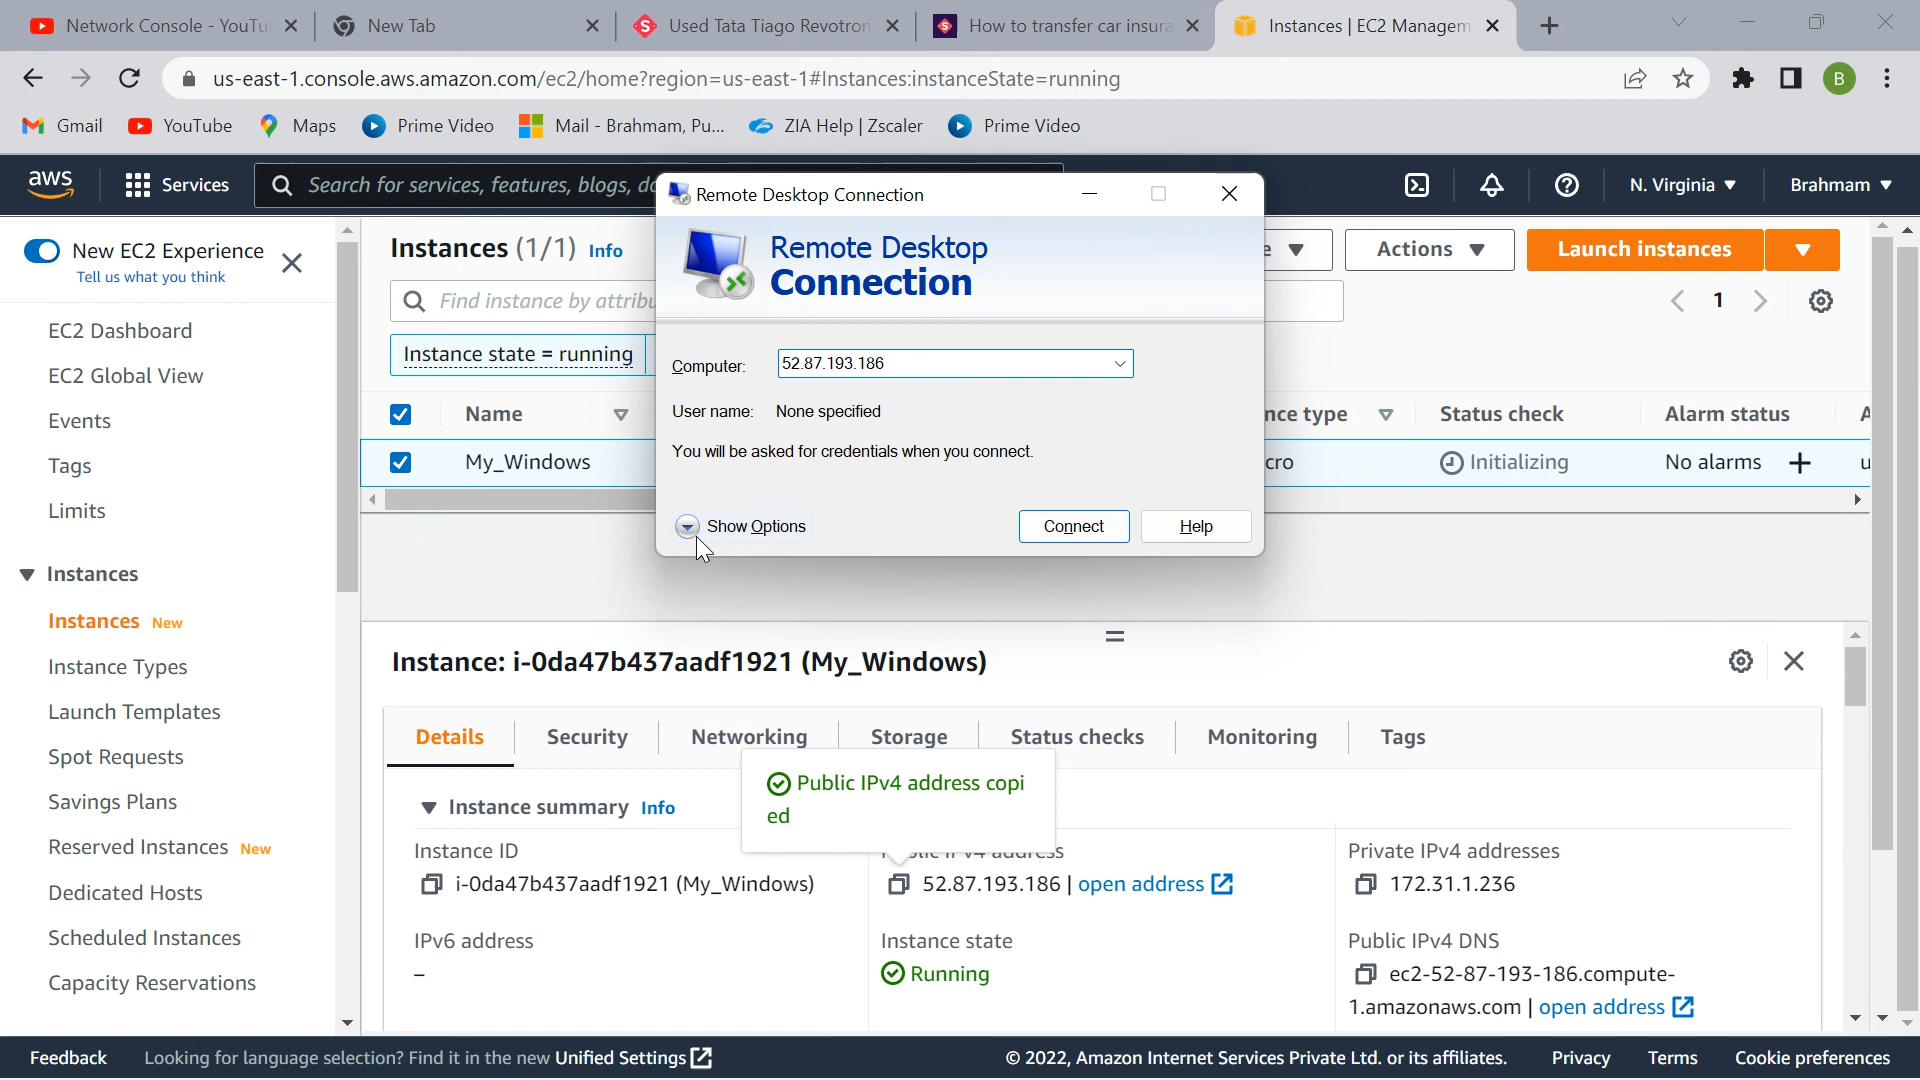 Network Console - YouTu
New Tab
Used Tata Tiago Revotron
How to transfer car insura
Instances | EC2 Managem
us-east-1.console.aws.amazon.com/ec2/home?region=us-east-1#Instances:instanceState=running
B
Gmail
YouTube
Maps
Prime Video
Mail - Brahmam, Pu...
ZIA Help | Zscaler
Prime Video
aws
Services
Search for services, features, blogs, do
N. Virginia
Brahmam
Remote Desktop Connection
Remote Desktop
Connection
Computer: 52.87.193.186
User name: None specified
You will be asked for credentials when you connect.
Show Options
Connect
Help
New EC2 Experience
Tell us what you think
EC2 Dashboard
EC2 Global View
Events
Tags
Limits
Instances
Instances New
Instance Types
Launch Templates
Spot Requests
Savings Plans
Reserved Instances New
Dedicated Hosts
Scheduled Instances
Capacity Reservations
Instances (1/1) Info
e
Actions
Launch instances
Find instance by attribu
1
Instance state = running
Name
nce type
Status check
Alarm status
A
My_Windows
cro
Initializing
No alarms
u
Instance: i-0da47b437aadf1921 (My_Windows)
Details
Security
Networking
Storage
Status checks
Monitoring
Tags
Public IPv4 address copi
ed
Instance summary Info
Instance ID
i-0da47b437aadf1921 (My_Windows)
52.87.193.186 | open address
Private IPv4 addresses
172.31.1.236
IPv6 address
–
Instance state
Running
Public IPv4 DNS
ec2-52-87-193-186.compute-
1.amazonaws.com | open address
Feedback
Looking for language selection? Find it in the new Unified Settings
© 2022, Amazon Internet Services Private Ltd. or its affiliates.
Privacy
Terms
Cookie preferences